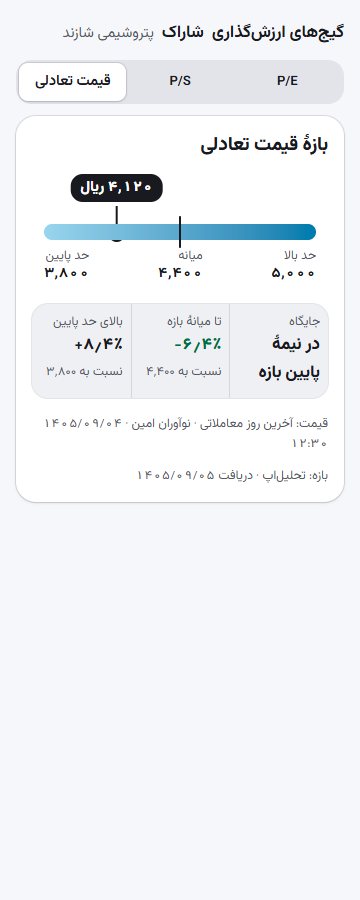 گیج‌های ارزش‌گذاری شاراک پتروشیمی شازند
P/E
P/S
قیمت تعادلی
بازهٔ قیمت تعادلی
۴,۱۲۰ ریال
حد بالا
میانه
حد پایین
۵,۰۰۰
۴,۴۰۰
۳,۸۰۰
جایگاه
در نیمهٔ
پایین بازه
تا میانهٔ بازه
-۶٫۴٪
نسبت به ۴,۴۰۰
بالای حد پایین
+۸٫۴٪
نسبت به ۳,۸۰۰
قیمت: آخرین روز معاملاتی · نوآوران امین · ۱۴۰۵/۰۹/۰۴
۱۲:۳۰
بازه: تحلیل‌اپ · دریافت ۱۴۰۵/۰۹/۰۵